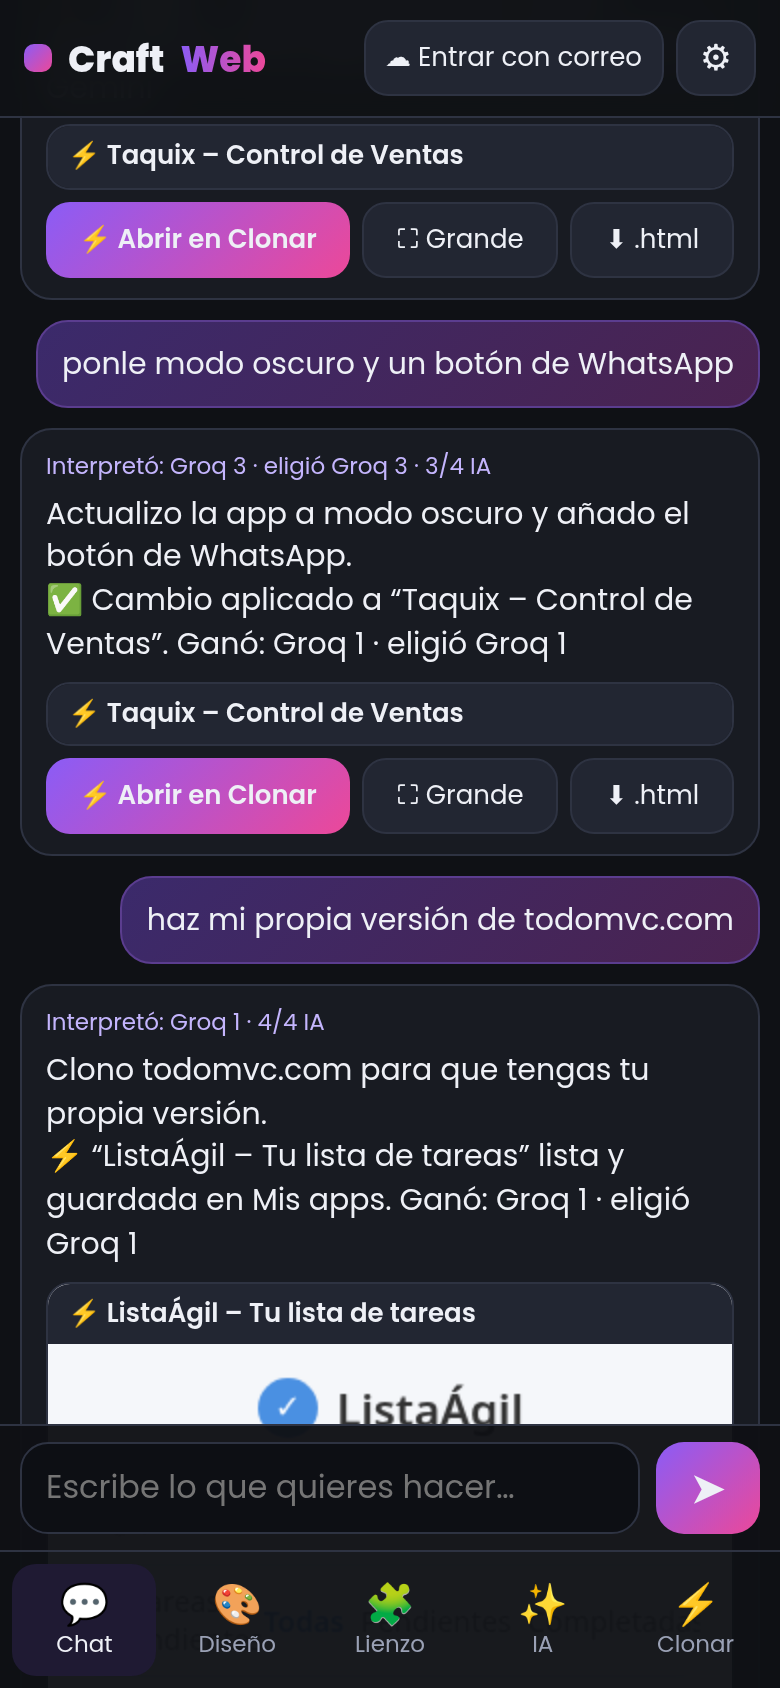 Craft Web
☁ Entrar con correo
⚙
⚡ Taquix – Control de Ventas
⚡ Abrir en Clonar
⛶ Grande
⬇ .html
ponle modo oscuro y un botón de WhatsApp
Interpretó: Groq 3 · eligió Groq 3 · 3/4 IA
Actualizo la app a modo oscuro y añado el
botón de WhatsApp.
✅ Cambio aplicado a “Taquix – Control de
Ventas”. Ganó: Groq 1 · eligió Groq 1
⚡ Taquix – Control de Ventas
⚡ Abrir en Clonar
⛶ Grande
⬇ .html
haz mi propia versión de todomvc.com
Interpretó: Groq 1 · 4/4 IA
Clono todomvc.com para que tengas tu
propia versión.
⚡ “ListaÁgil – Tu lista de tareas” lista y
guardada en Mis apps. Ganó: Groq 1 · eligió
Groq 1
⚡ ListaÁgil – Tu lista de tareas
✓ ListaÁgil
Escribe lo que quieres hacer...
➤
Todas
💬 Chat
🎨 Diseño
🧩 Lienzo
✨ IA
⚡ Clonar